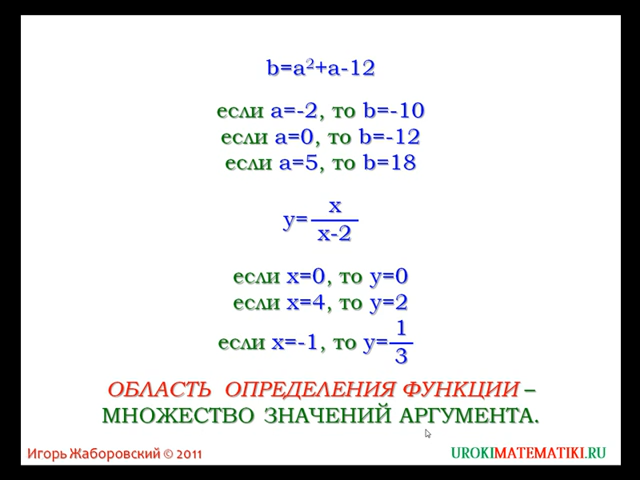 b=a²+a-12
если a=-2, то b=-10
если a=0, то b=-12
если a=5, то b=18
y= x
x-2
если x=0, то y=0
если x=4, то y=2
если x=-1, то y= 1
3
ОБЛАСТЬ ОПРЕДЕЛЕНИЯ ФУНКЦИИ –
МНОЖЕСТВО ЗНАЧЕНИЙ АРГУМЕНТА.
Игорь Жаборовский © 2011
UROKIMATEMATIKI.RU